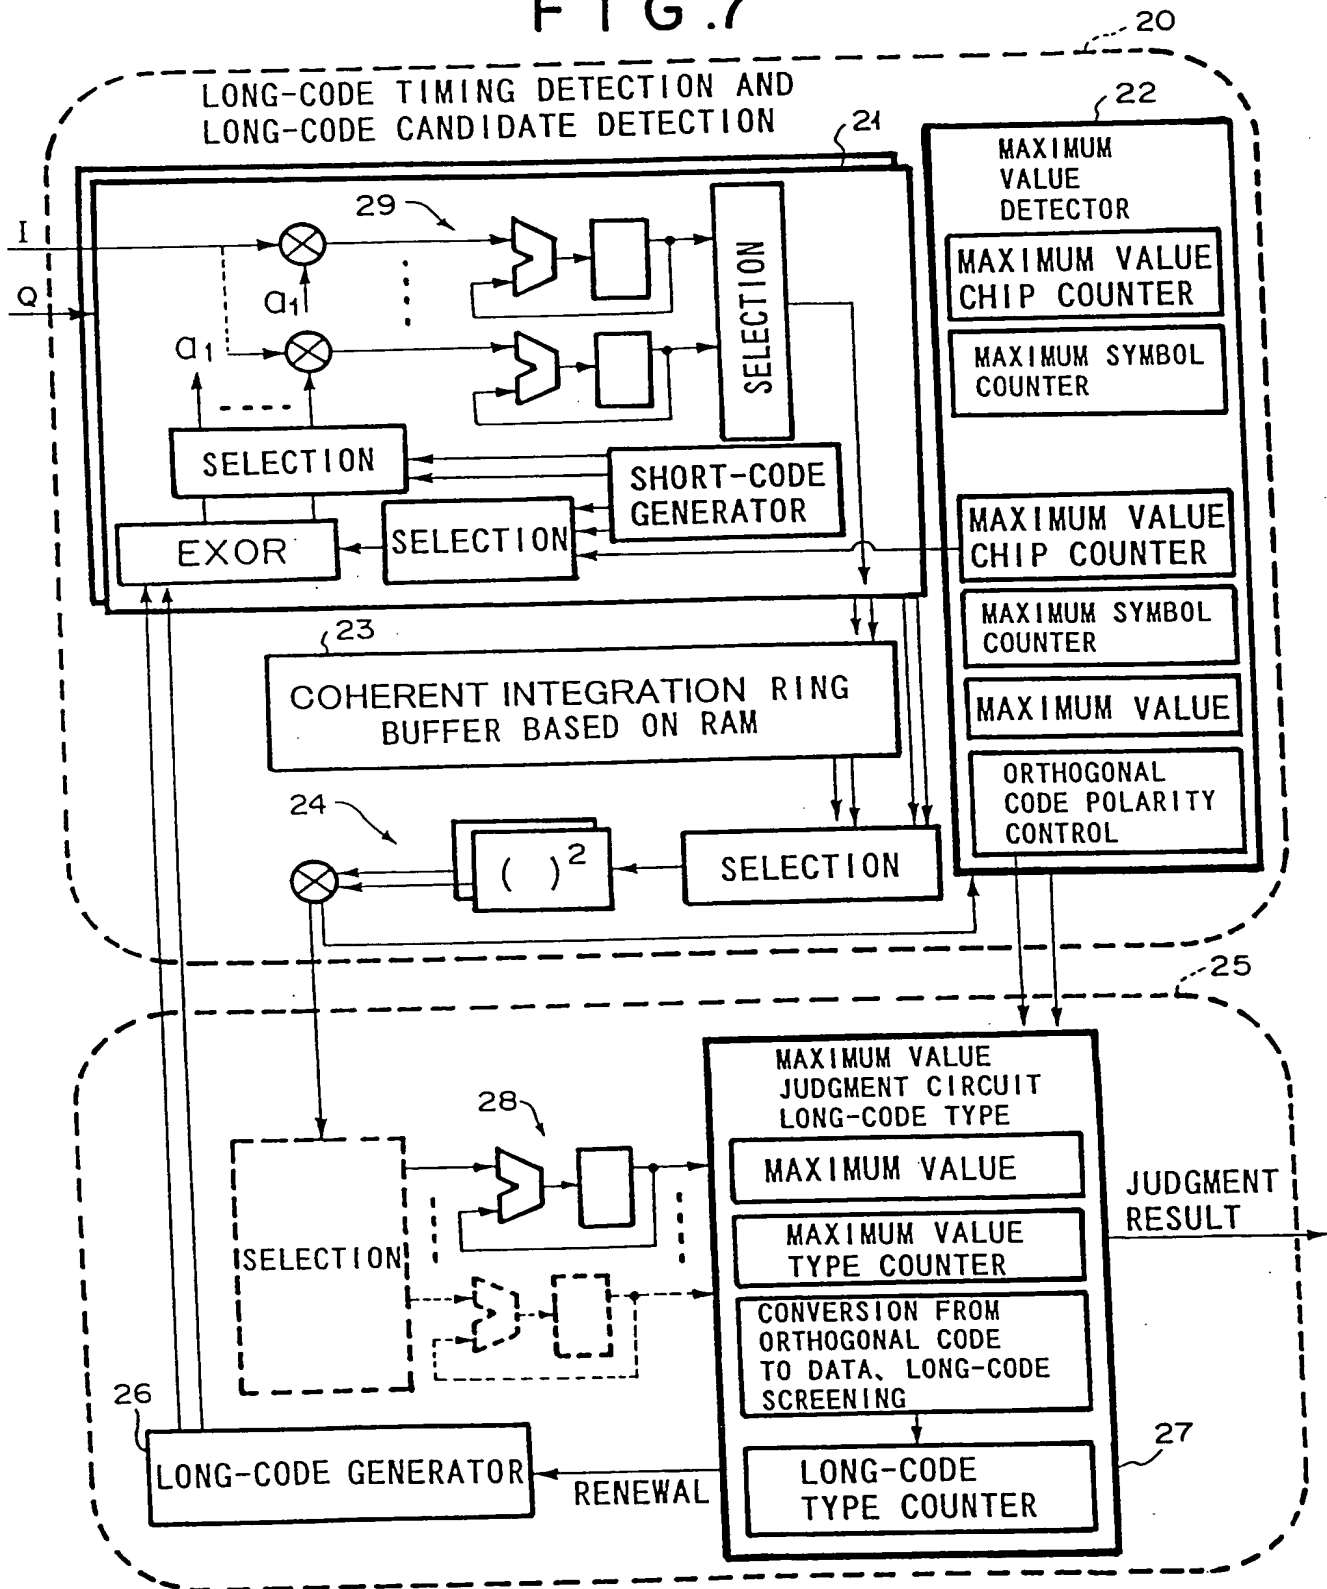 FIG.7
20
LONG-CODE TIMING DETECTION AND
LONG-CODE CANDIDATE DETECTION
21
22
MAXIMUM
VALUE
DETECTOR
29
I
Q
a1
a1
SELECTION
MAXIMUM VALUE
CHIP COUNTER
MAXIMUM SYMBOL
COUNTER
SELECTION
SHORT-CODE
GENERATOR
SELECTION
EXOR
MAXIMUM VALUE
CHIP COUNTER
MAXIMUM SYMBOL
COUNTER
MAXIMUM VALUE
ORTHOGONAL
CODE POLARITY
CONTROL
23
COHERENT INTEGRATION RING
BUFFER BASED ON RAM
24
( )2
SELECTION
25
MAXIMUM VALUE
JUDGMENT CIRCUIT
LONG-CODE TYPE
28
SELECTION
MAXIMUM VALUE
MAXIMUM VALUE
TYPE COUNTER
CONVERSION FROM
ORTHOGONAL CODE
TO DATA、LONG-CODE
SCREENING
JUDGMENT
RESULT
26
LONG-CODE GENERATOR
RENEWAL
LONG-CODE
TYPE COUNTER
27